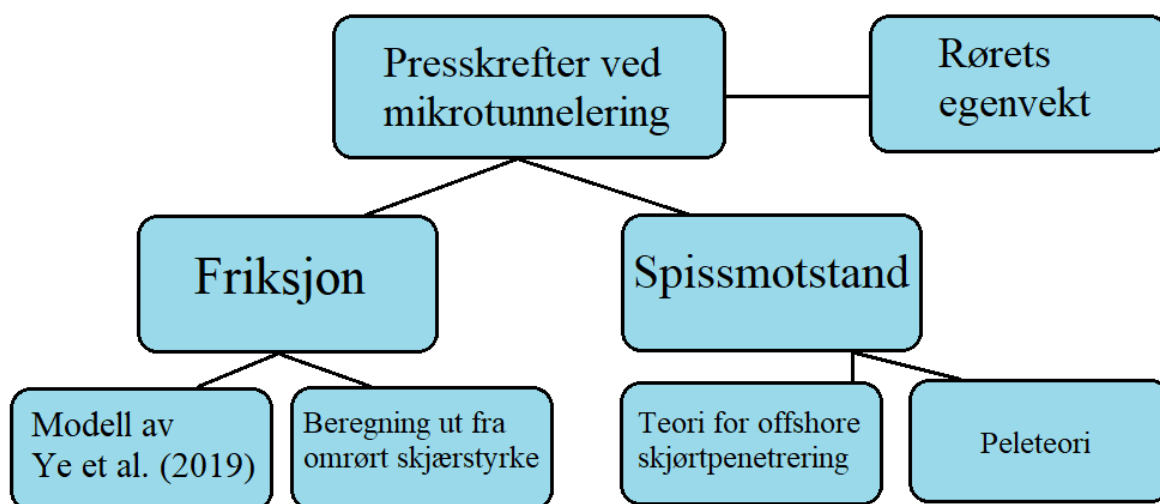 Presskrefter ved
mikrotunnelering
Rørets
egenvekt
Friksjon
Spissmotstand
Modell av
Ye et al. (2019)
Beregning ut fra
omrørt skjærstyrke
Teori for offshore
skjørtpenetrering
Peleteori